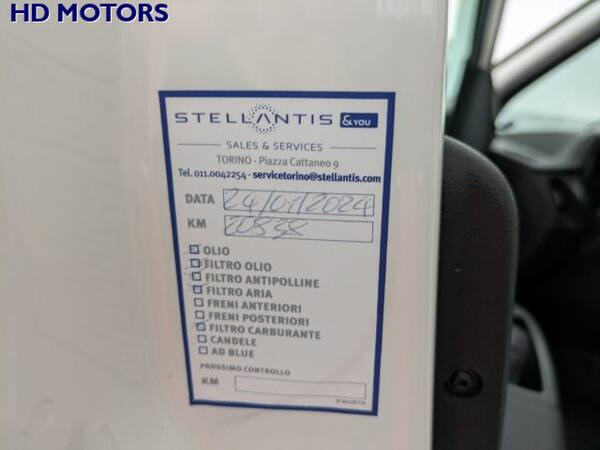 HD MOTORS
STELLANTIS &YOU
SALES & SERVICES
TORINO - Piazza Cattaneo 9
Tel. 011.0042254 - servicetorino@stellantis.com
DATA 24/01/2024
KM 20838
OLIO
FILTRO OLIO
FILTRO ANTIPOLLINE
FILTRO ARIA
FRENI ANTERIORI
FRENI POSTERIORI
FILTRO CARBURANTE
CANDELE
AD BLUE
PROSSIMO CONTROLLO
KM
WÜRTH